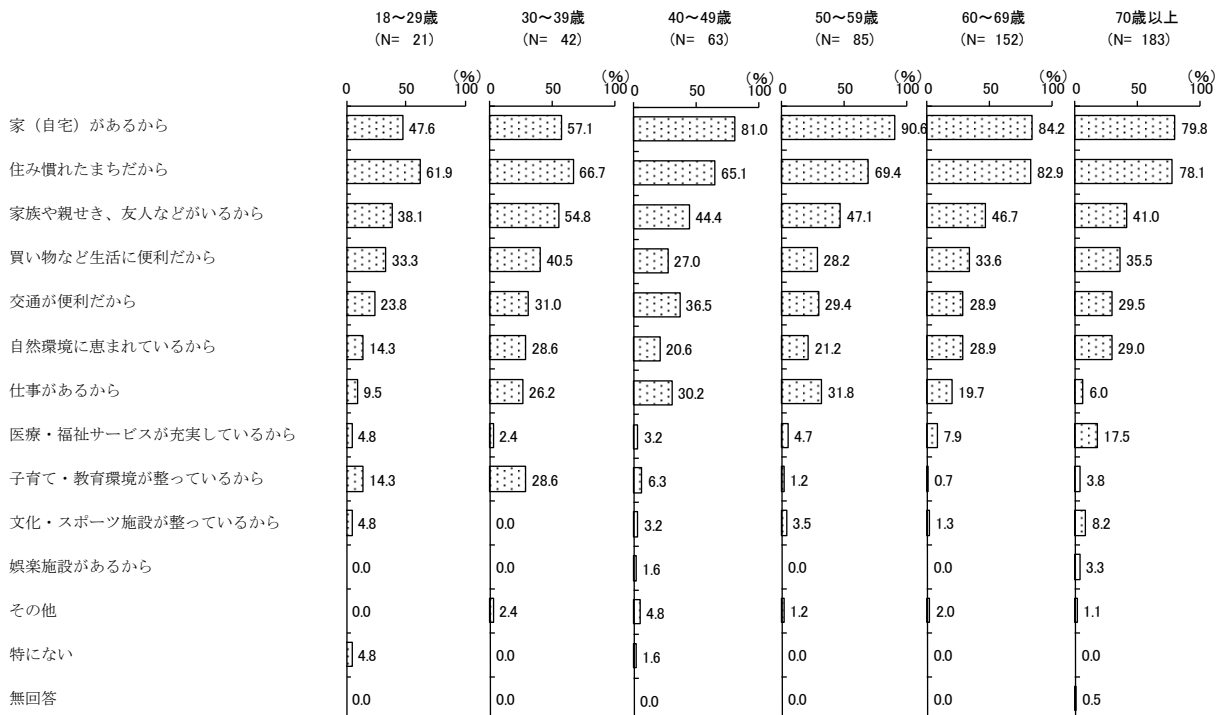 18～29歳 30～39歳 40～49歳 50～59歳 60～69歳 70歳以上
(N= 21) (N= 42) (N= 63) (N= 85) (N= 152) (N= 183)
(%) (%) (%) (%) (%) (%)
0 50 100 0 50 100 0 50 100 0 50 100 0 50 100 0 50 100
家（自宅）があるから 47.6 57.1 81.0 90.6 84.2 79.8
住み慣れたまちだから 61.9 66.7 65.1 69.4 82.9 78.1
家族や親せき、友人などがいるから 38.1 54.8 44.4 47.1 46.7 41.0
買い物など生活に便利だから 33.3 40.5 27.0 28.2 33.6 35.5
交通が便利だから 23.8 31.0 36.5 29.4 28.9 29.5
自然環境に恵まれているから 14.3 28.6 20.6 21.2 28.9 29.0
仕事があるから 9.5 26.2 30.2 31.8 19.7 6.0
医療・福祉サービスが充実しているから 4.8 2.4 3.2 4.7 7.9 17.5
子育て・教育環境が整っているから 14.3 28.6 6.3 1.2 0.7 3.8
文化・スポーツ施設が整っているから 4.8 0.0 3.2 3.5 1.3 8.2
娯楽施設があるから 0.0 0.0 1.6 0.0 0.0 3.3
その他 0.0 2.4 4.8 1.2 2.0 1.1
特にない 4.8 0.0 1.6 0.0 0.0 0.0
無回答 0.0 0.0 0.0 0.0 0.0 0.5